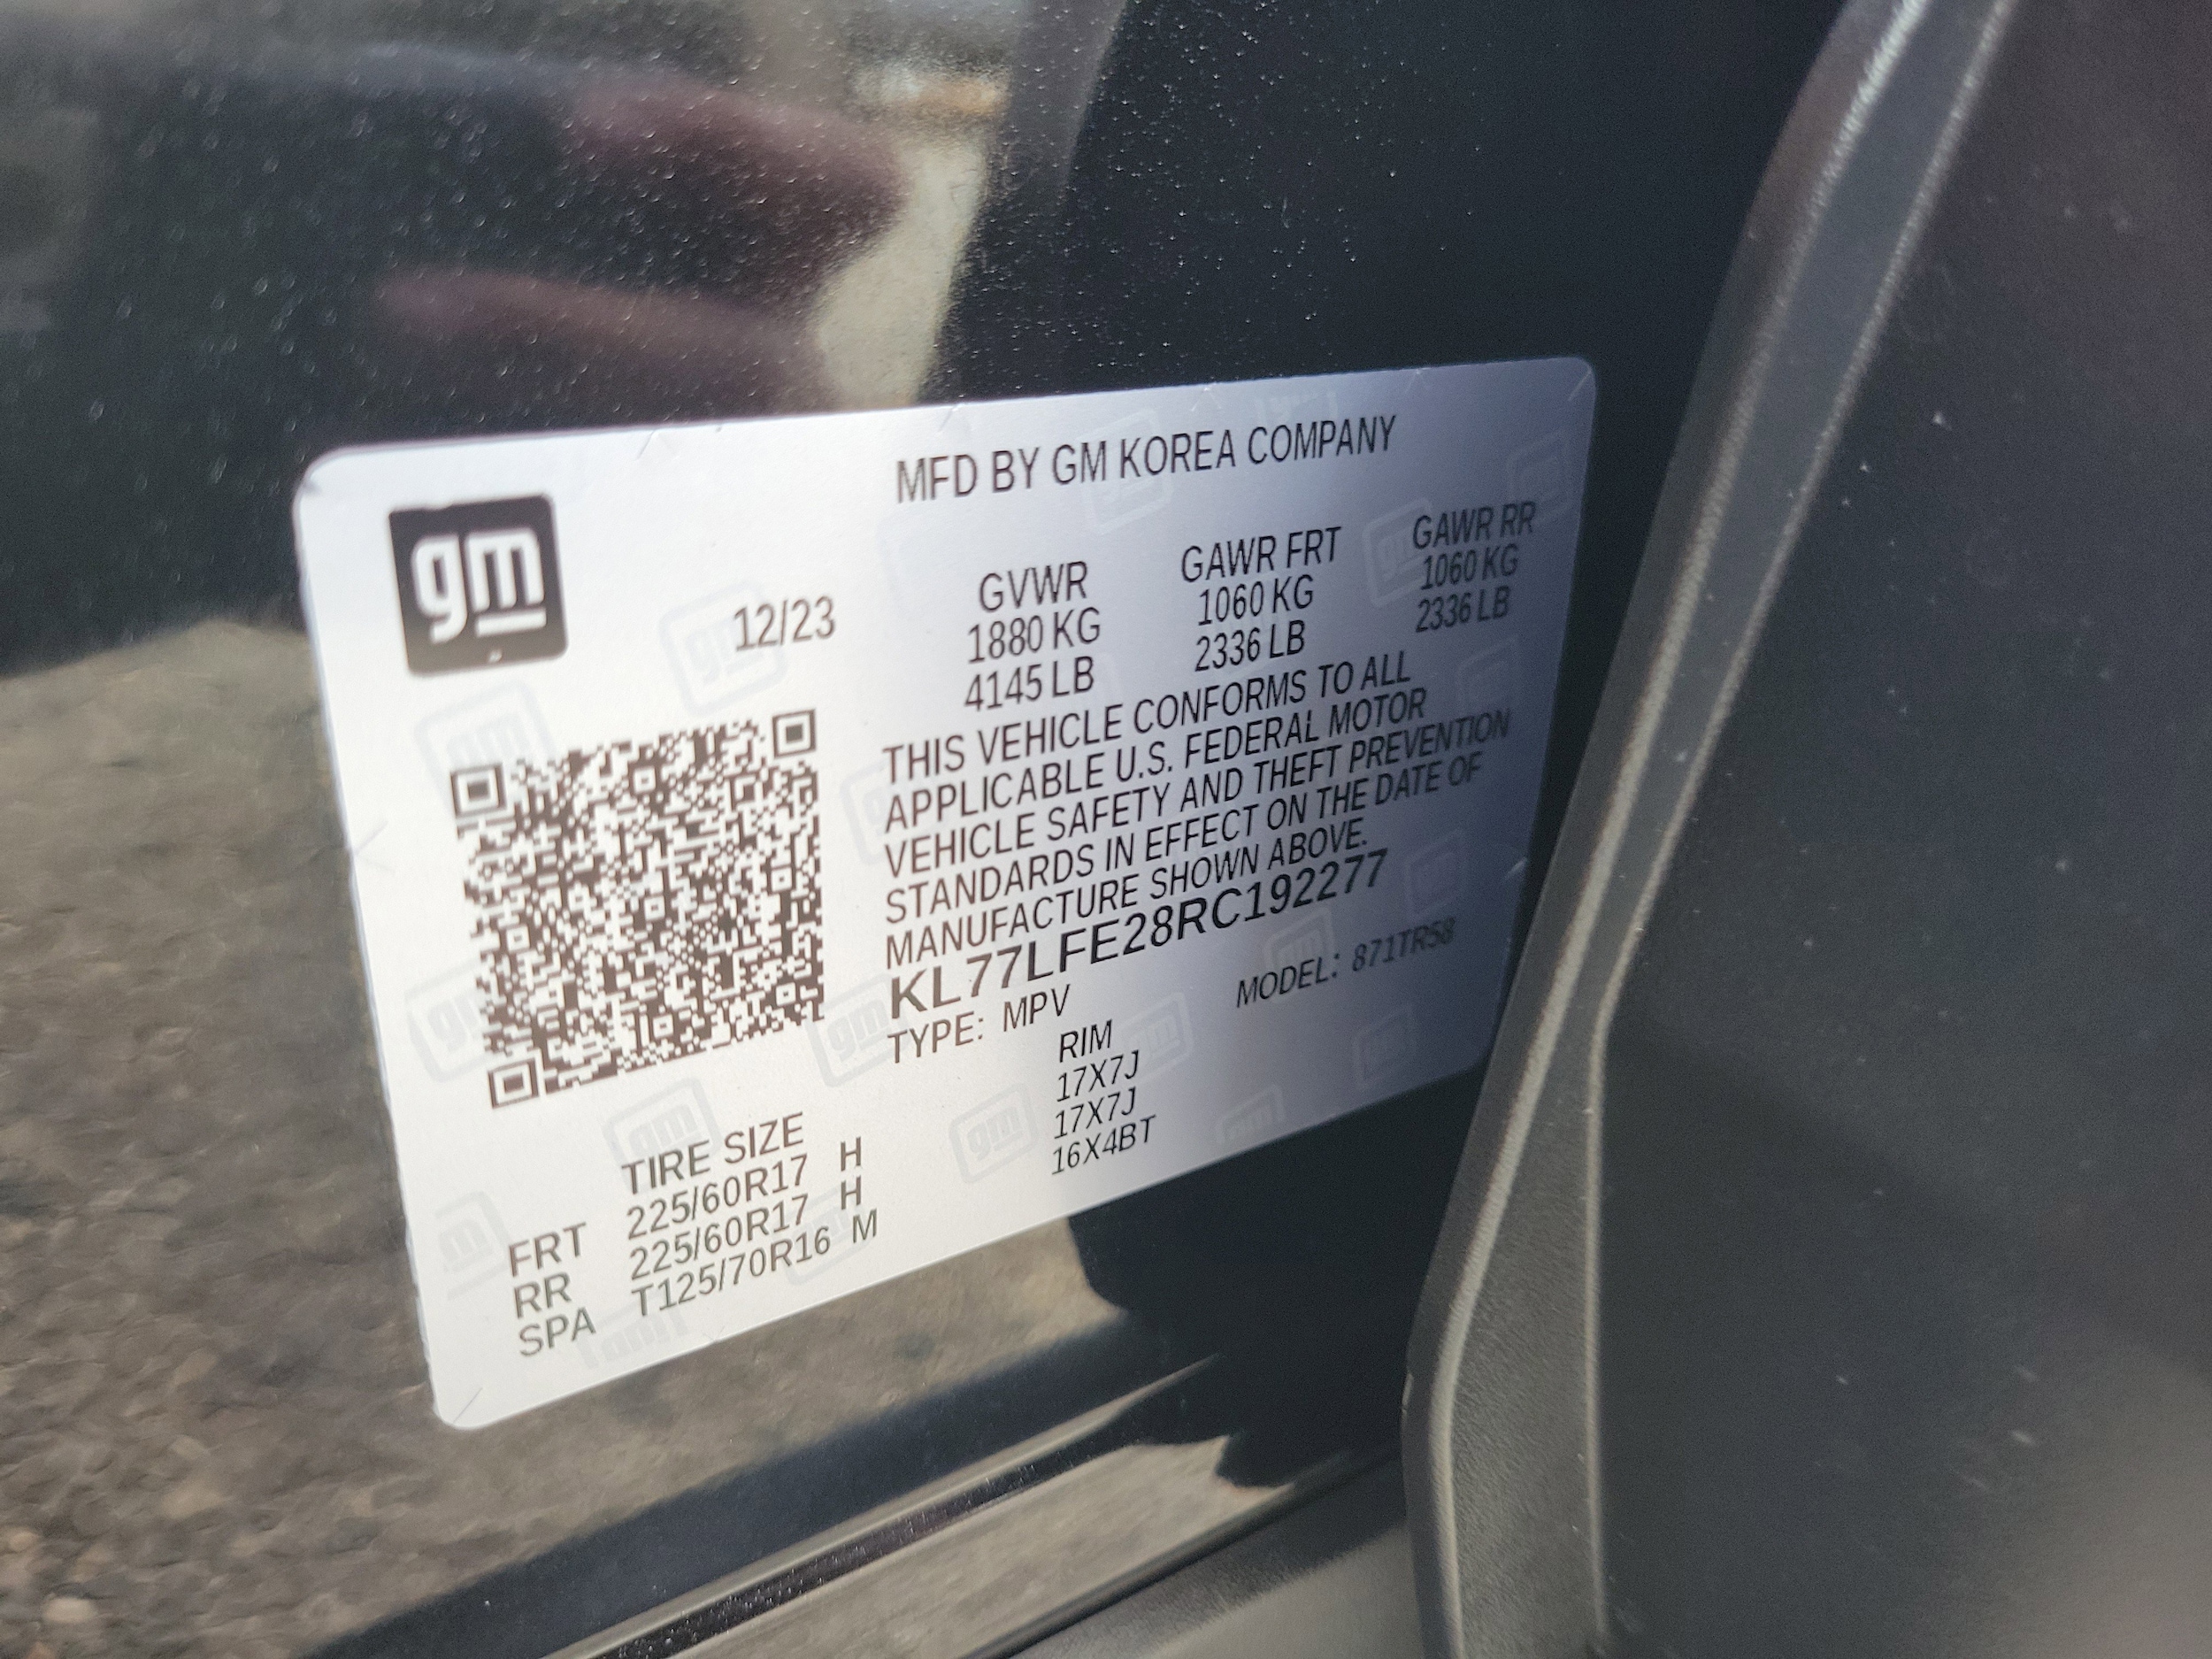 MFD BY GM KOREA COMPANY
gm
12/23
GVWR GAWR FRT GAWR RR
1880 KG 1060 KG 1060 KG
4145 LB 2336 LB 2336 LB
THIS VEHICLE CONFORMS TO ALL
APPLICABLE U.S. FEDERAL MOTOR
VEHICLE SAFETY AND THEFT PREVENTION
STANDARDS IN EFFECT ON THE DATE OF
MANUFACTURE SHOWN ABOVE.
KL77LFE28RC192277
TYPE: MPV MODEL: 871TR58
TIRE SIZE RIM
FRT 225/60R17 H 17X7J
RR 225/60R17 H 17X7J
SPA T125/70R16 M 16X4BT